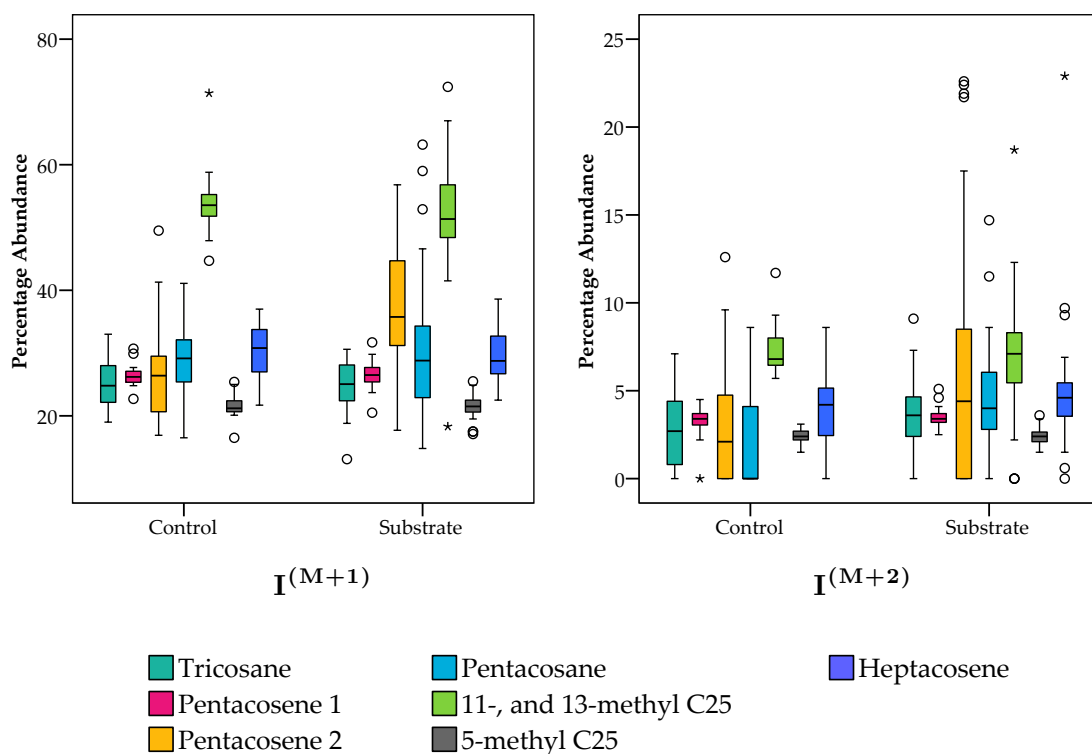 80
60
40
20
Percentage Abundance
Control Substrate
I(M+1)
25
20
15
10
5
0
Percentage Abundance
Control Substrate
I(M+2)
Tricosane Pentacosane Heptacosene
Pentacosene 1 11-, and 13-methyl C25
Pentacosene 2 5-methyl C25